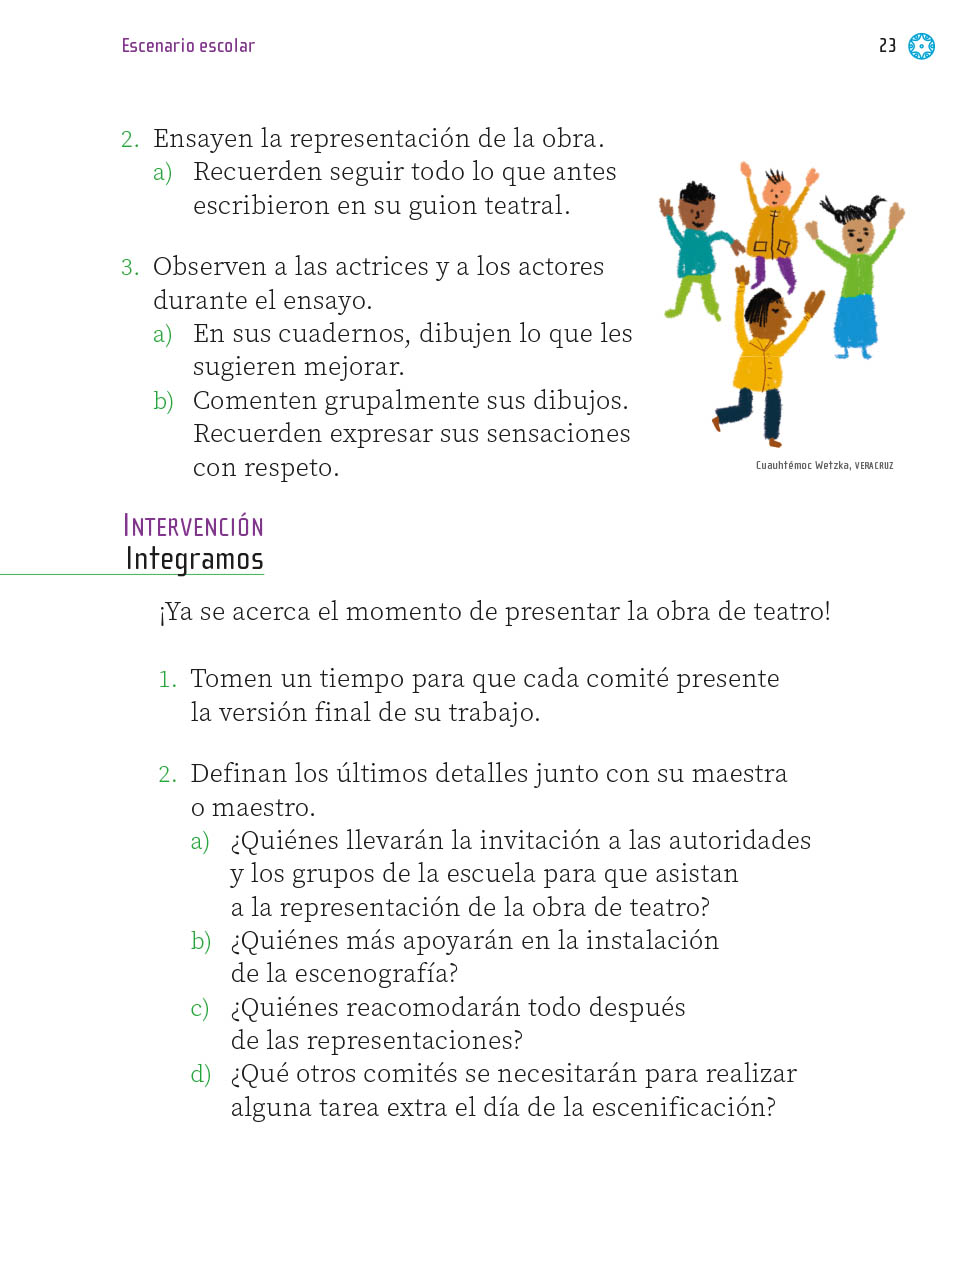 Escenario escolar
23
2. Ensayen la representación de la obra.
a) Recuerden seguir todo lo que antes
escribieron en su guion teatral.
3. Observen a las actrices y a los actores
durante el ensayo.
a) En sus cuadernos, dibujen lo que les
sugieren mejorar.
b) Comenten grupalmente sus dibujos.
Recuerden expresar sus sensaciones
con respeto.
Cuauhtémoc Wetzka, VERACRUZ
INTERVENCIÓN
Integramos
¡Ya se acerca el momento de presentar la obra de teatro!
1. Tomen un tiempo para que cada comité presente
la versión final de su trabajo.
2. Definan los últimos detalles junto con su maestra
o maestro.
a) ¿Quiénes llevarán la invitación a las autoridades
y los grupos de la escuela para que asistan
a la representación de la obra de teatro?
b) ¿Quiénes más apoyarán en la instalación
de la escenografía?
c) ¿Quiénes reacomodarán todo después
de las representaciones?
d) ¿Qué otros comités se necesitarán para realizar
alguna tarea extra el día de la escenificación?